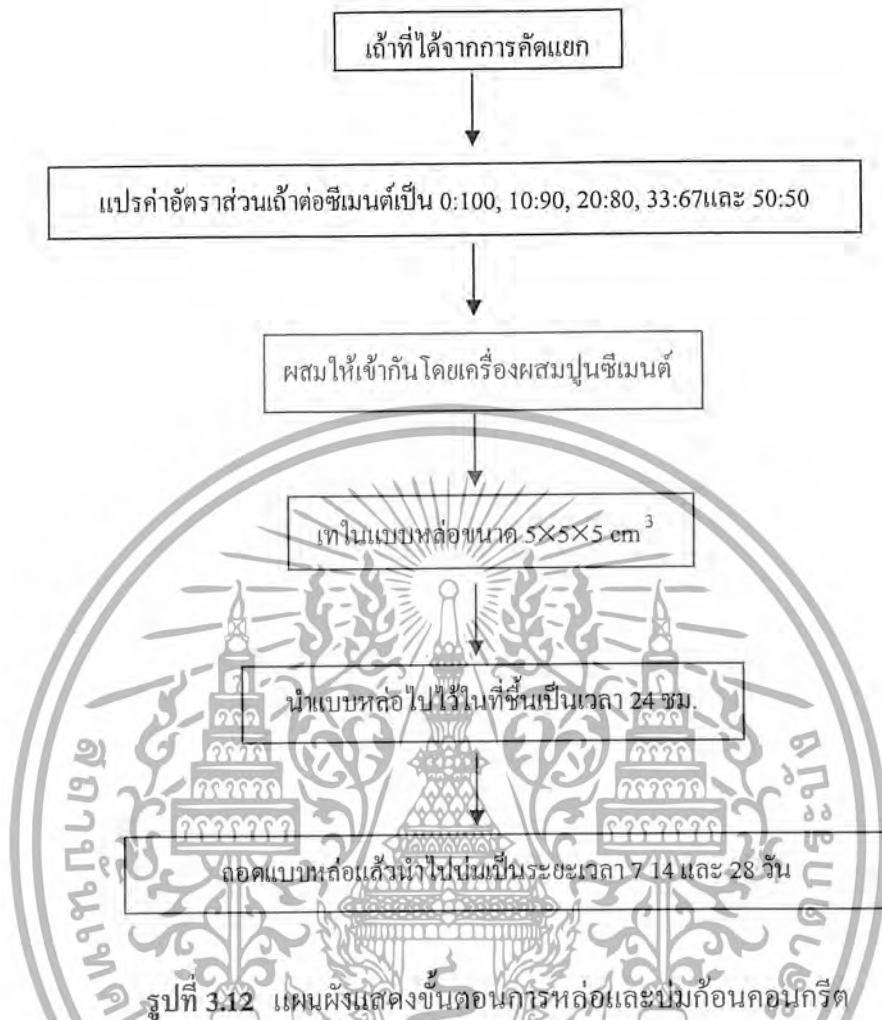 เถ้าที่ได้จากการคัดแยก
แปรค่าอัตราส่วนเถ้าต่อซีเมนต์เป็น 0:100, 10:90, 20:80, 33:67และ 50:50
ผสมให้เข้ากันโดยเครื่องผสมปูนซีเมนต์
เทในแบบหล่อขนาด 5×5×5 cm³
นำแบบหล่อไปไว้ในที่ชื้นเป็นเวลา 24 ชม.
ถอดแบบหล่อแล้วนำไปบ่มเป็นระยะเวลา 7 14 และ 28 วัน
รูปที่ 3.12 แผนผังแสดงขั้นตอนการหล่อและบ่มก้อนคอนกรีต